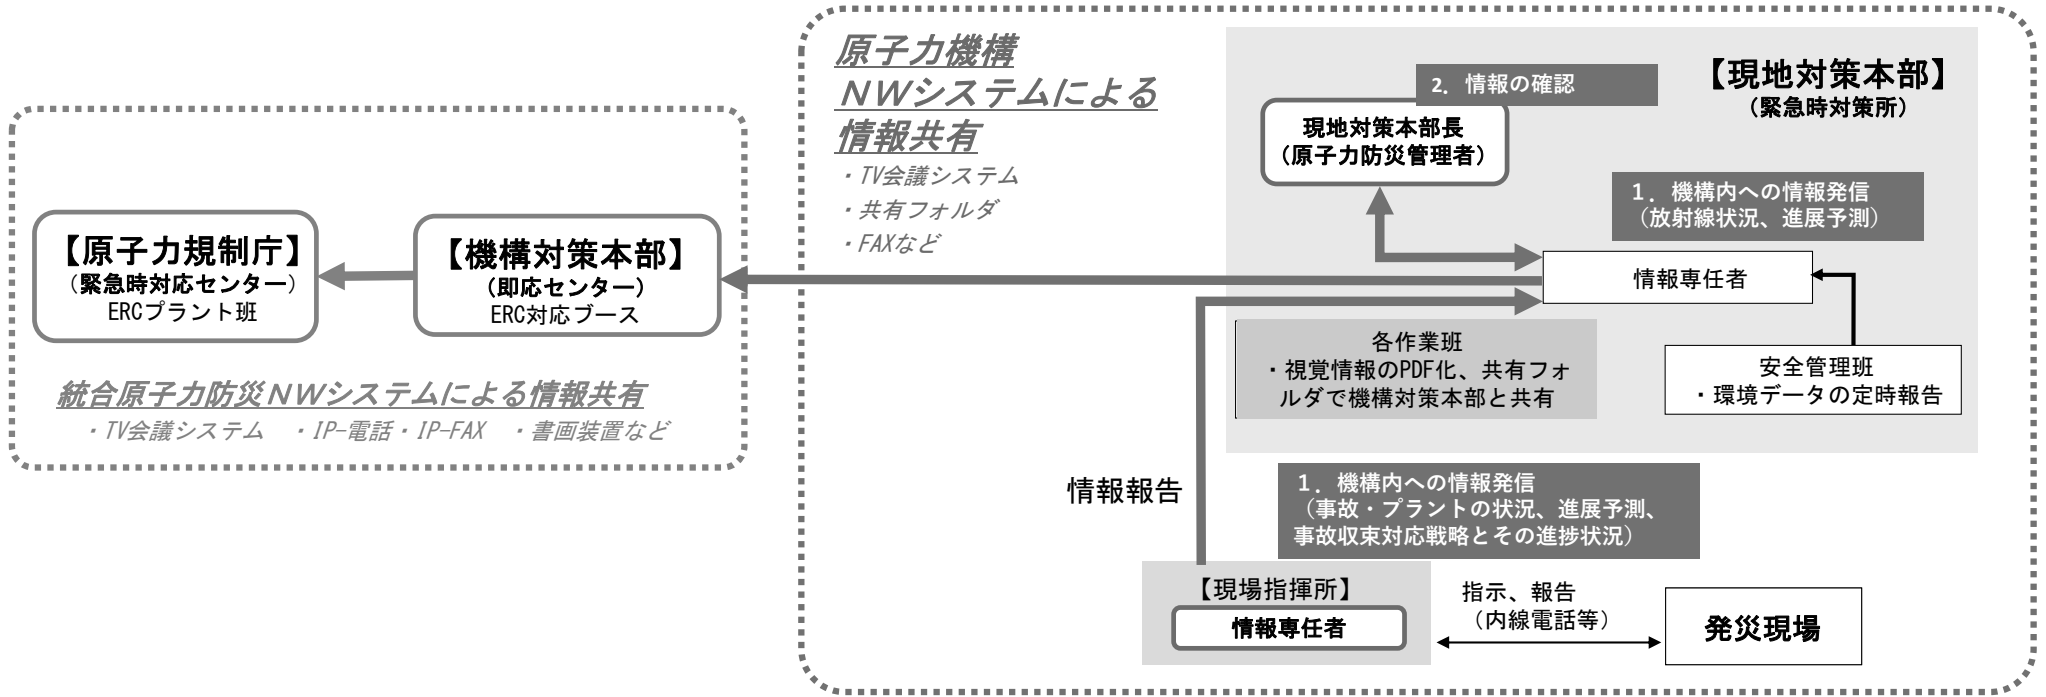 原子力機構
ＮＷシステムによる
情報共有
・TV会議システム
・共有フォルダ
・FAXなど
【現地対策本部】
（緊急時対策所）
2．情報の確認
現地対策本部長
（原子力防災管理者）
1．機構内への情報発信
（放射線状況、進展予測）
情報専任者
【原子力規制庁】
（緊急時対応センター）
ERCプラント班
【機構対策本部】
（即応センター）
ERC対応ブース
統合原子力防災ＮＷシステムによる情報共有
・TV会議システム　・IP-電話・IP-FAX　・書画装置など
各作業班
・視覚情報のPDF化、共有フォ
ルダで機構対策本部と共有
安全管理班
・環境データの定時報告
情報報告
1．機構内への情報発信
（事故・プラントの状況、進展予測、
事故収束対応戦略とその進捗状況）
【現場指揮所】
情報専任者
指示、報告
（内線電話等）
発災現場